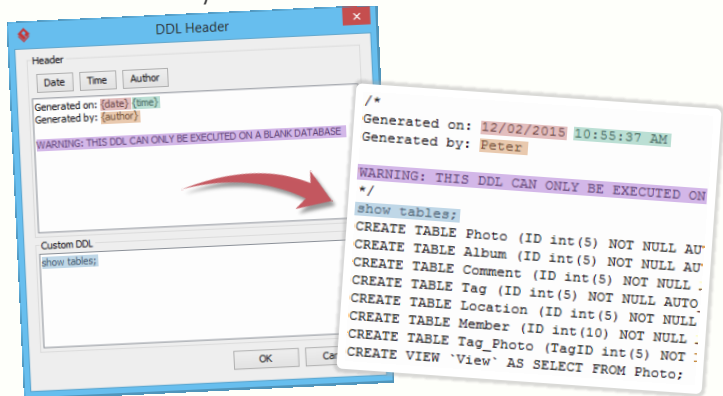 DDL Header
Header
Date Time Author
Generated on: {date} {time}
Generated by: {author}
WARNING: THIS DDL CAN ONLY BE EXECUTED ON A BLANK DATABASE
Custom DDL
show tables;
OK Ca
/*
Generated on: 12/02/2015 10:55:37 AM
Generated by: Peter
WARNING: THIS DDL CAN ONLY BE EXECUTED ON
*/
show tables;
CREATE TABLE Photo (ID int(5) NOT NULL AU
CREATE TABLE Album (ID int(5) NOT NULL AU
CREATE TABLE Comment (ID int(5) NOT NULL
CREATE TABLE Tag (ID int(5) NOT NULL AUTO_
CREATE TABLE Location (ID int(5) NOT NULL
CREATE TABLE Member (ID int(10) NOT NULL
CREATE TABLE Tag_Photo (TagID int(5) NOT
CREATE VIEW `View` AS SELECT FROM Photo;